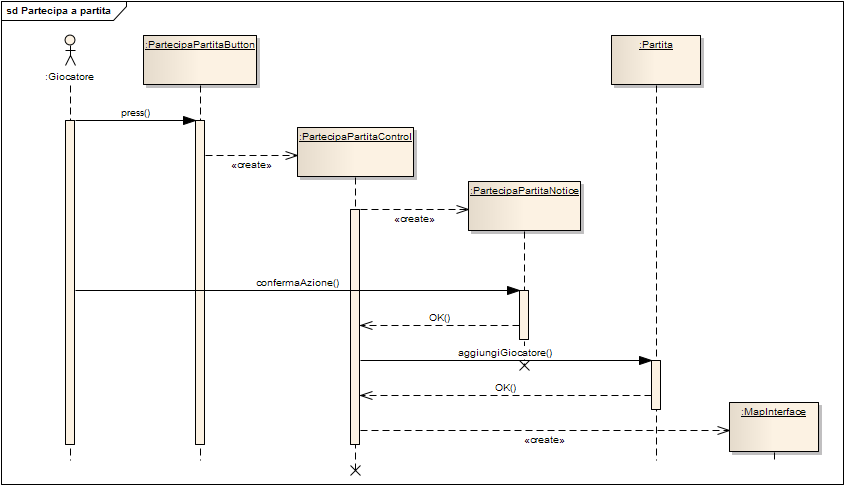 sd Partecipa a partita
:Giocatore
:PartecipaPartitaButton
:Partita
press()
:PartecipaPartitaControl
«create»
:PartecipaPartitaNotice
«create»
confermaAzione()
OK()
aggiungiGiocatore()
OK()
:MapInterface
«create»